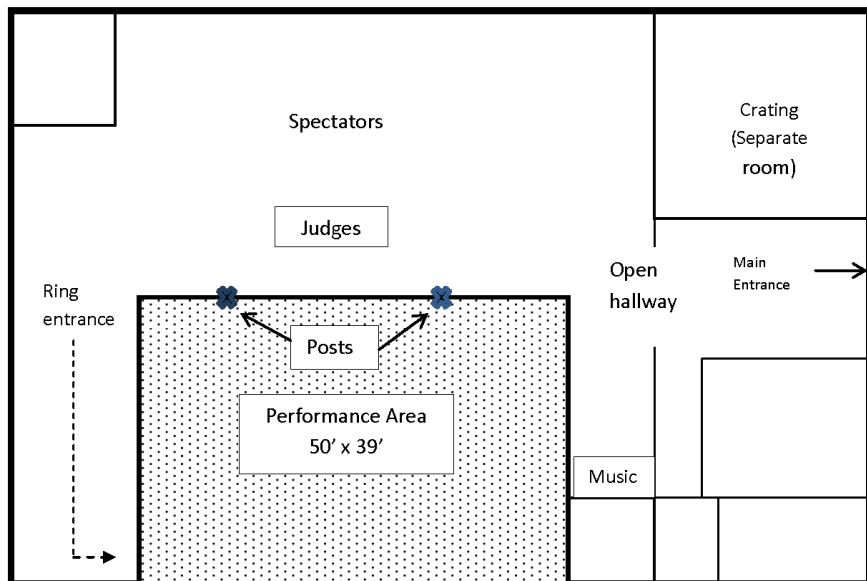 Spectators
Crating
(Separate
room)
Judges
Ring
entrance
Open
hallway
Main
Entrance
Posts
Performance Area
50’ x 39’
Music